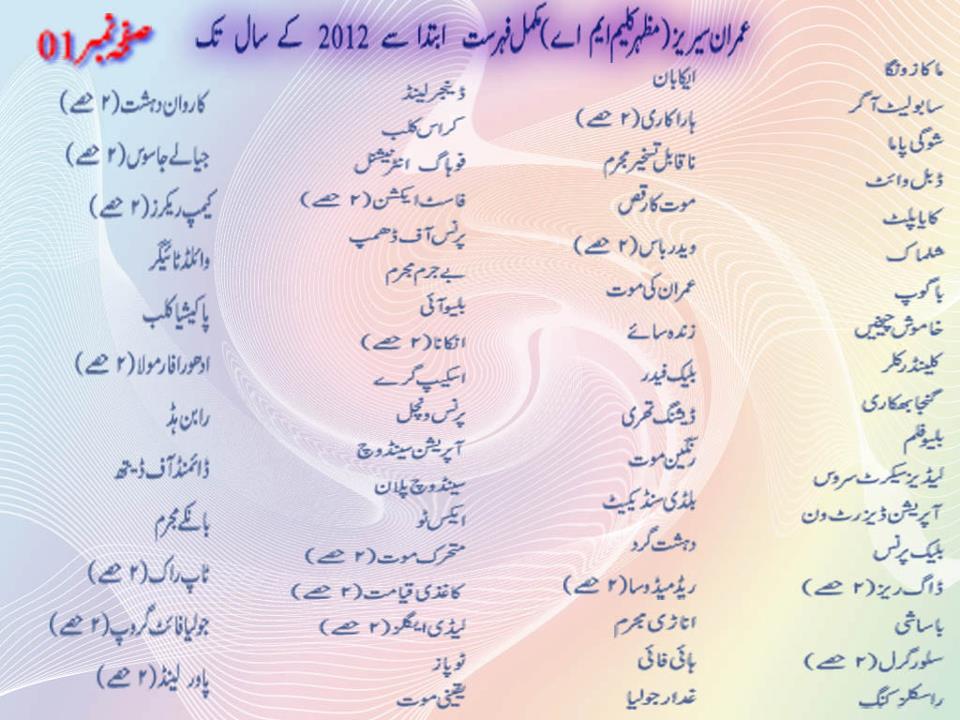 عمران سیریز (مظہر کلیم ایم اے) مکمل فہرست ابتدا سے 2012 کے سال تک
صفحہ نمبر 01
ماکازونگا
سابولیٹ آگر
شوگی پاما
ڈبل وائٹ
کایا پلٹ
شلماک
باگوپ
خاموش چیخیں
کلینڈر کلر
گنجا بھکاری
بلیو فلم
لیڈیز سیکرٹ سروس
آپریشن ڈیزرٹ ون
بلیک پرنس
ڈاگ ریز (۲ حصے)
باساشی
سلور گرل (۲ حصے)
راسکلز کنگ
ایکابان
ہاراکاری (۲ حصے)
ناقابل تسخیر مجرم
موت کا رقص
ویدر باس (۲ حصے)
عمران کی موت
زندہ سائے
بلیک فیدر
ڈیشنگ تھری
رنگین موت
بلڈی سنڈیکیٹ
دہشت گرد
ریڈ میڈوسا (۲ حصے)
اناڑی مجرم
ہائی فائی
غدار جولیا
ڈینجر لینڈ
کراس کلب
فوہاگ انٹرنیشنل
فاسٹ ایکشن (۲ حصے)
پرنس آف ڈھمپ
بے جرم مجرم
بلیو آئی
انکانا (۲ حصے)
اسکیپ گرے
پرنس ونچل
آپریشن سینڈوچ
سینڈوچ پلان
ایکس ٹو
متحرک موت (۲ حصے)
کاغذی قیامت (۲ حصے)
لیڈی ایگلز (۲ حصے)
ٹوپاز
یقینی موت
کاروان دہشت (۲ حصے)
جیالے جاسوس (۲ حصے)
کیمپ ریکرز (۲ حصے)
وائلڈ ٹائیگر
پاکیشیا کلب
ادھورا فارمولا (۲ حصے)
رابن ہڈ
ڈائمنڈ آف ڈیتھ
بانکے مجرم
ٹاپ راک (۲ حصے)
جولیا فائٹ گروپ (۲ حصے)
پاور لینڈ (۲ حصے)